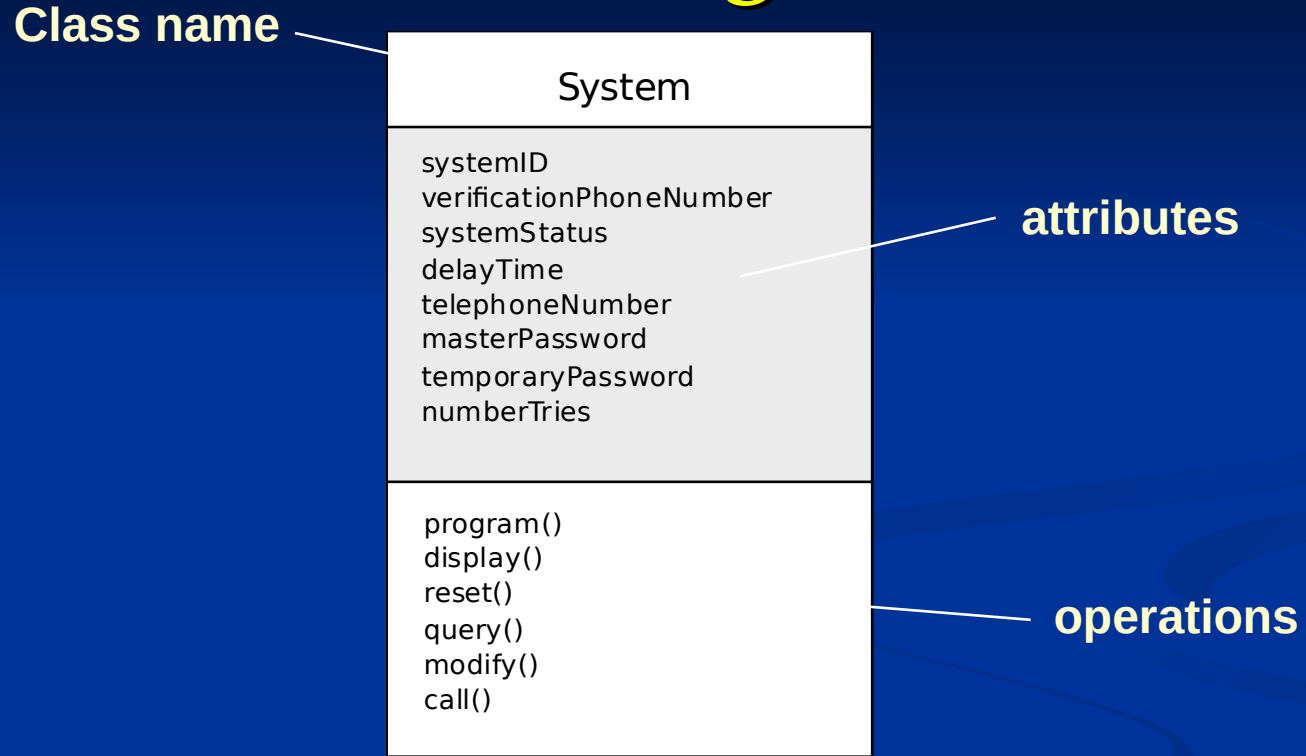 Class name
System
systemID
verificationPhoneNumber
systemStatus
delayTime
telephoneNumber
masterPassword
temporaryPassword
numberTries
attributes
program()
display()
reset()
query()
modify()
call()
operations